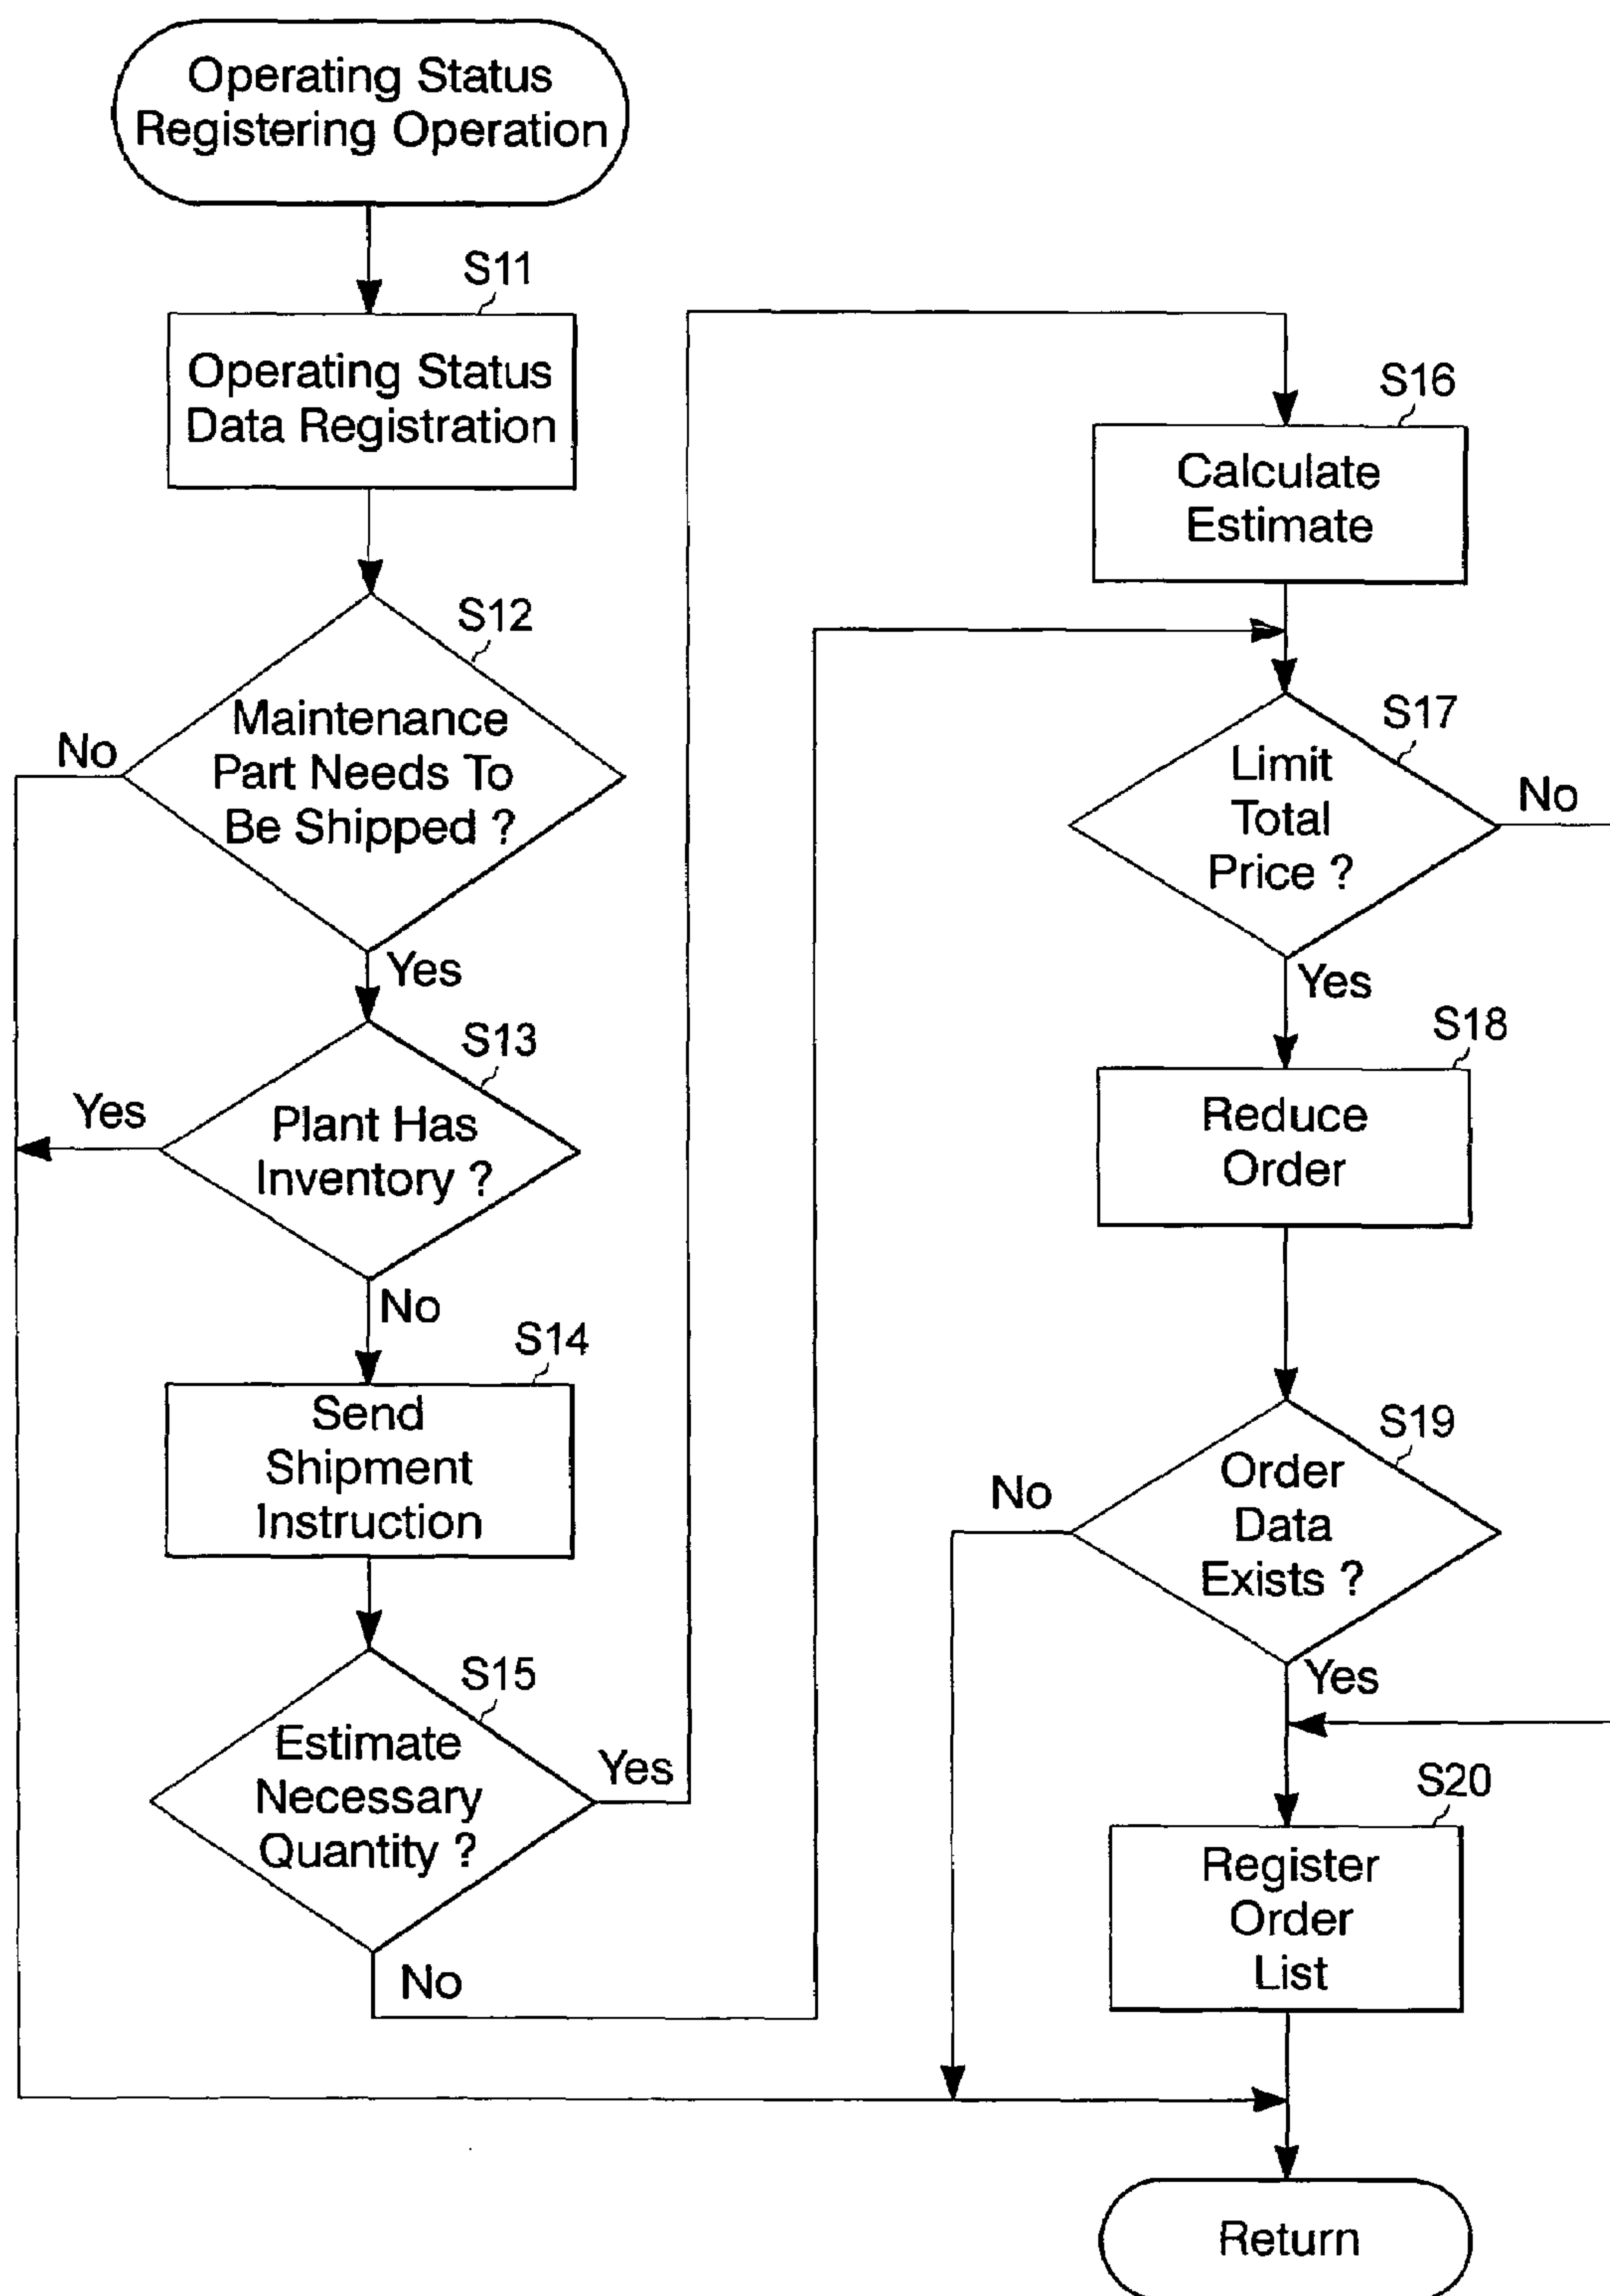 Operating Status
Registering Operation
S11
Operating Status
Data Registration
S12
Maintenance
Part Needs To
Be Shipped ?
No
Yes
S13
Plant Has
Inventory ?
Yes
No
S14
Send
Shipment
Instruction
S15
Estimate
Necessary
Quantity ?
Yes
No
S16
Calculate
Estimate
S17
Limit
Total
Price ?
No
Yes
S18
Reduce
Order
S19
Order
Data
Exists ?
No
Yes
S20
Register
Order
List
Return